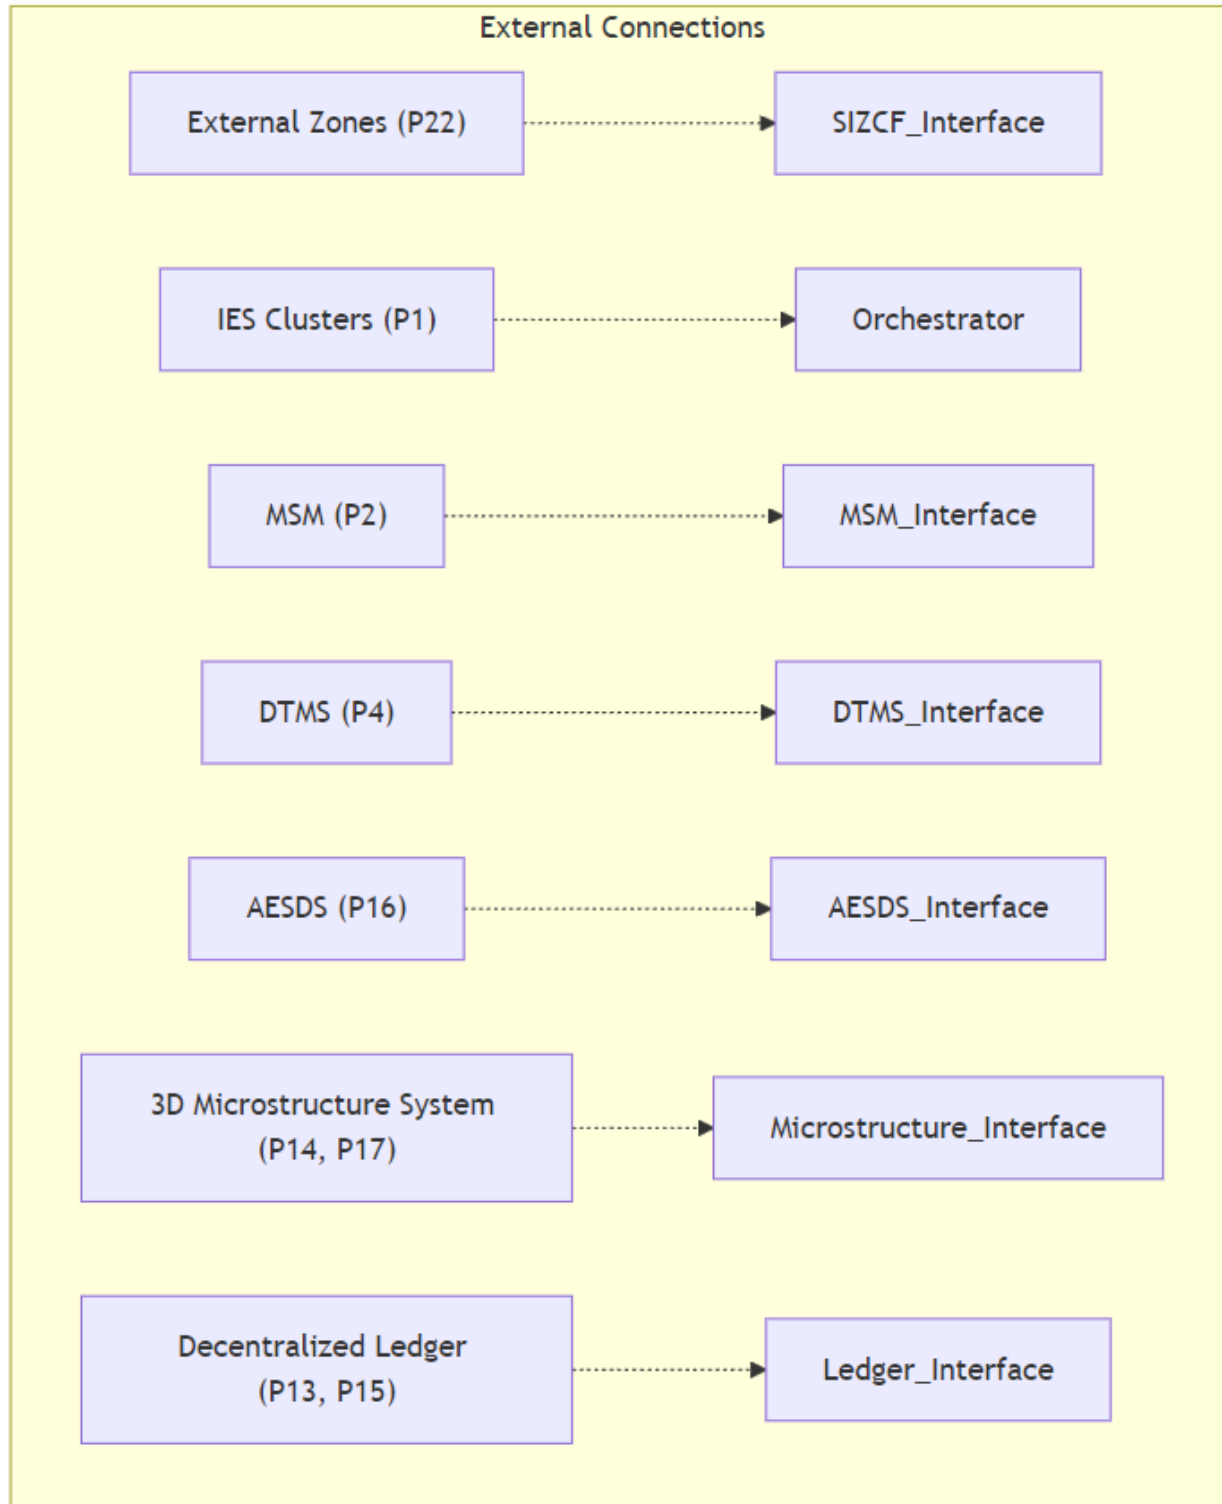 External Connections
External Zones (P22)
SIZCF_Interface
IES Clusters (P1)
Orchestrator
MSM (P2)
MSM_Interface
DTMS (P4)
DTMS_Interface
AESDS (P16)
AESDS_Interface
3D Microstructure System
(P14, P17)
Microstructure_Interface
Decentralized Ledger
(P13, P15)
Ledger_Interface